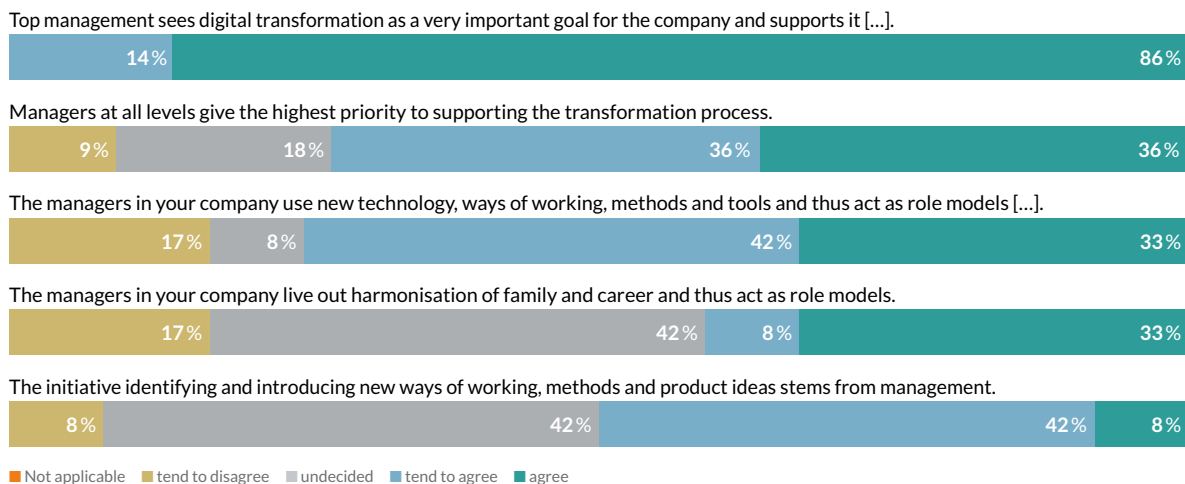 Top management sees digital transformation as a very important goal for the company and supports it [...].
14% 86%
Managers at all levels give the highest priority to supporting the transformation process.
9% 18% 36% 36%
The managers in your company use new technology, ways of working, methods and tools and thus act as role models [...].
17% 8% 42% 33%
The managers in your company live out harmonisation of family and career and thus act as role models.
17% 42% 8% 33%
The initiative identifying and introducing new ways of working, methods and product ideas stems from management.
8% 42% 42% 8%
Not applicable tend to disagree undecided tend to agree agree